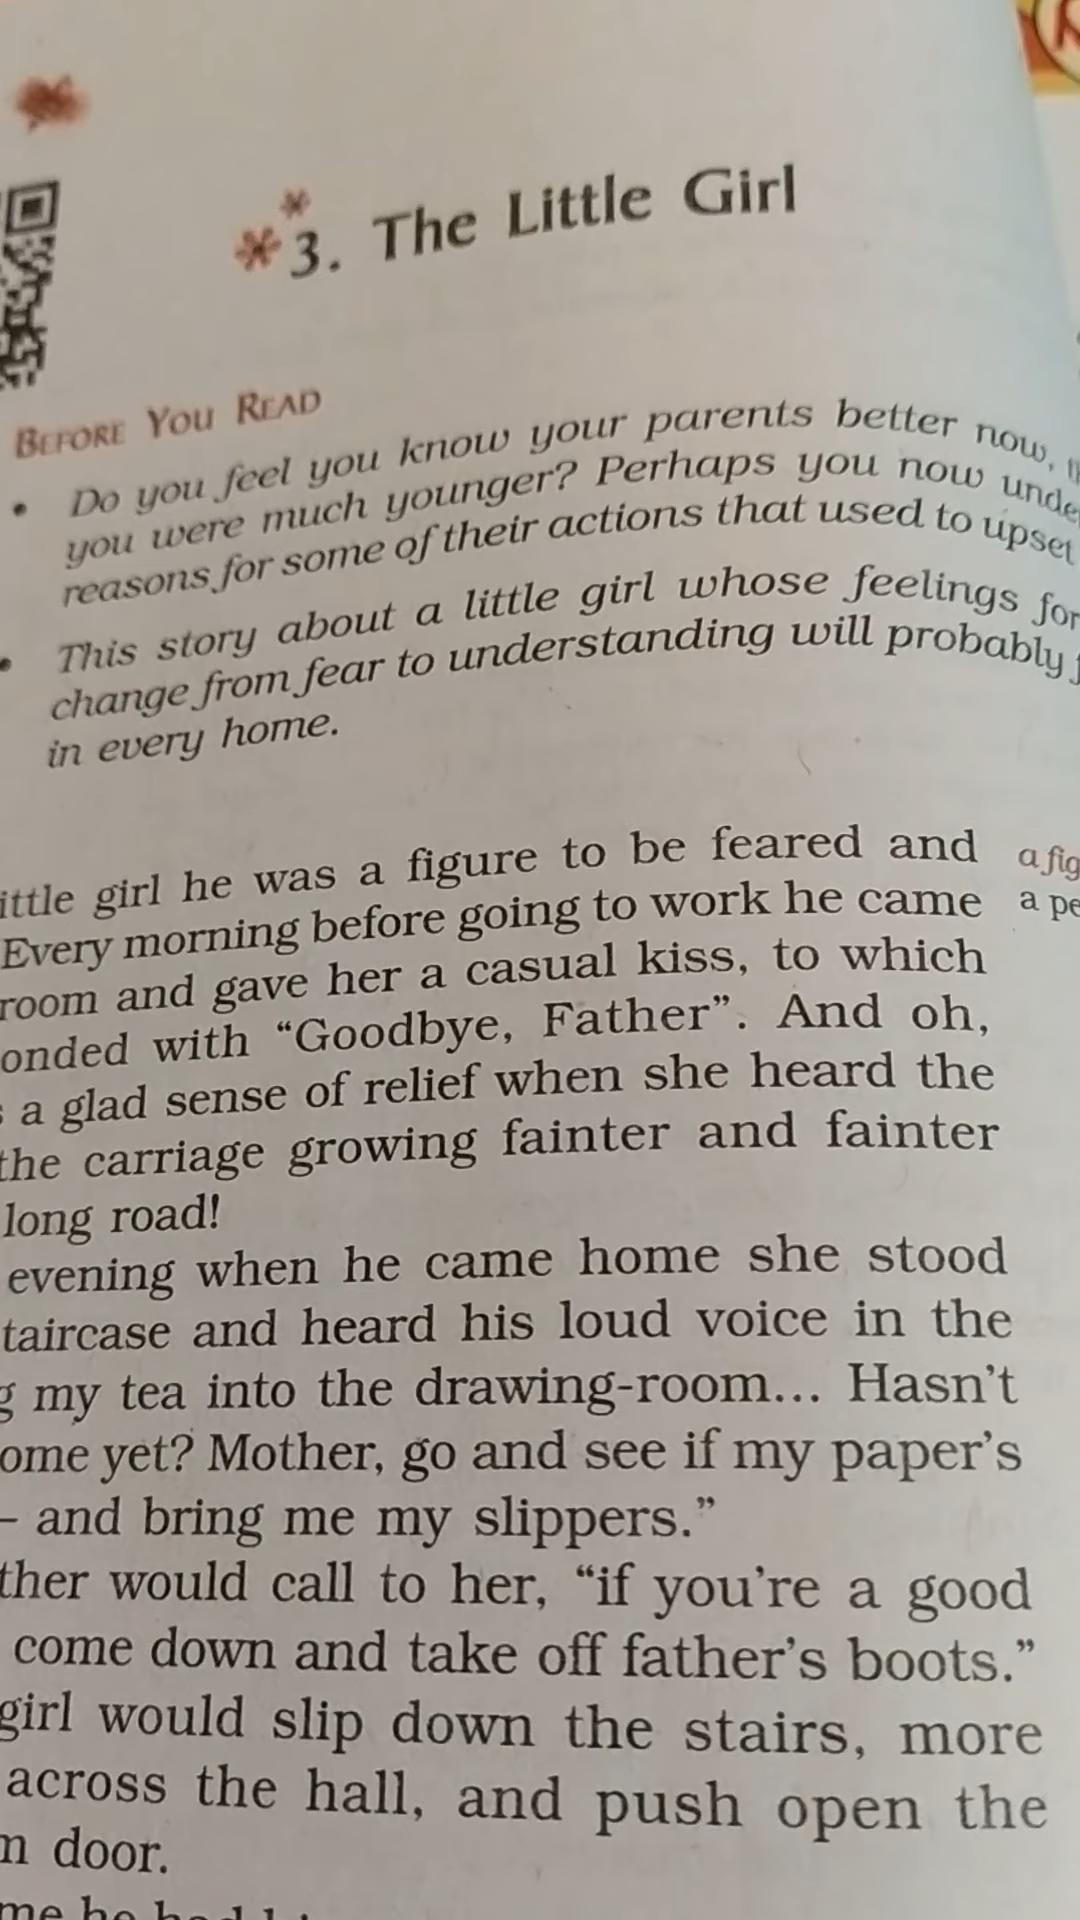 3. The Little Girl
BEFORE YOU READ
• Do you feel you know your parents better now,
you were much younger? Perhaps you now
reasons for some of their actions that used to upset
• This story about a little girl whose feelings for
change from fear to understanding will probably
in every home.
girl he was a figure to be feared and
Every morning before going to work he came
room and gave her a casual kiss, to which
with “Goodbye, Father”. And oh,
a glad sense of relief when she heard the
the carriage growing fainter and fainter
long road!
evening when he came home she stood
and heard his loud voice in the
my tea into the drawing-room... Hasn't
yet? Mother, go and see if my paper's
– and bring me my slippers.”
would call to her, “if you're a good
come down and take off father's boots.”
girl would slip down the stairs, more
across the hall, and push open the
door.
a
a